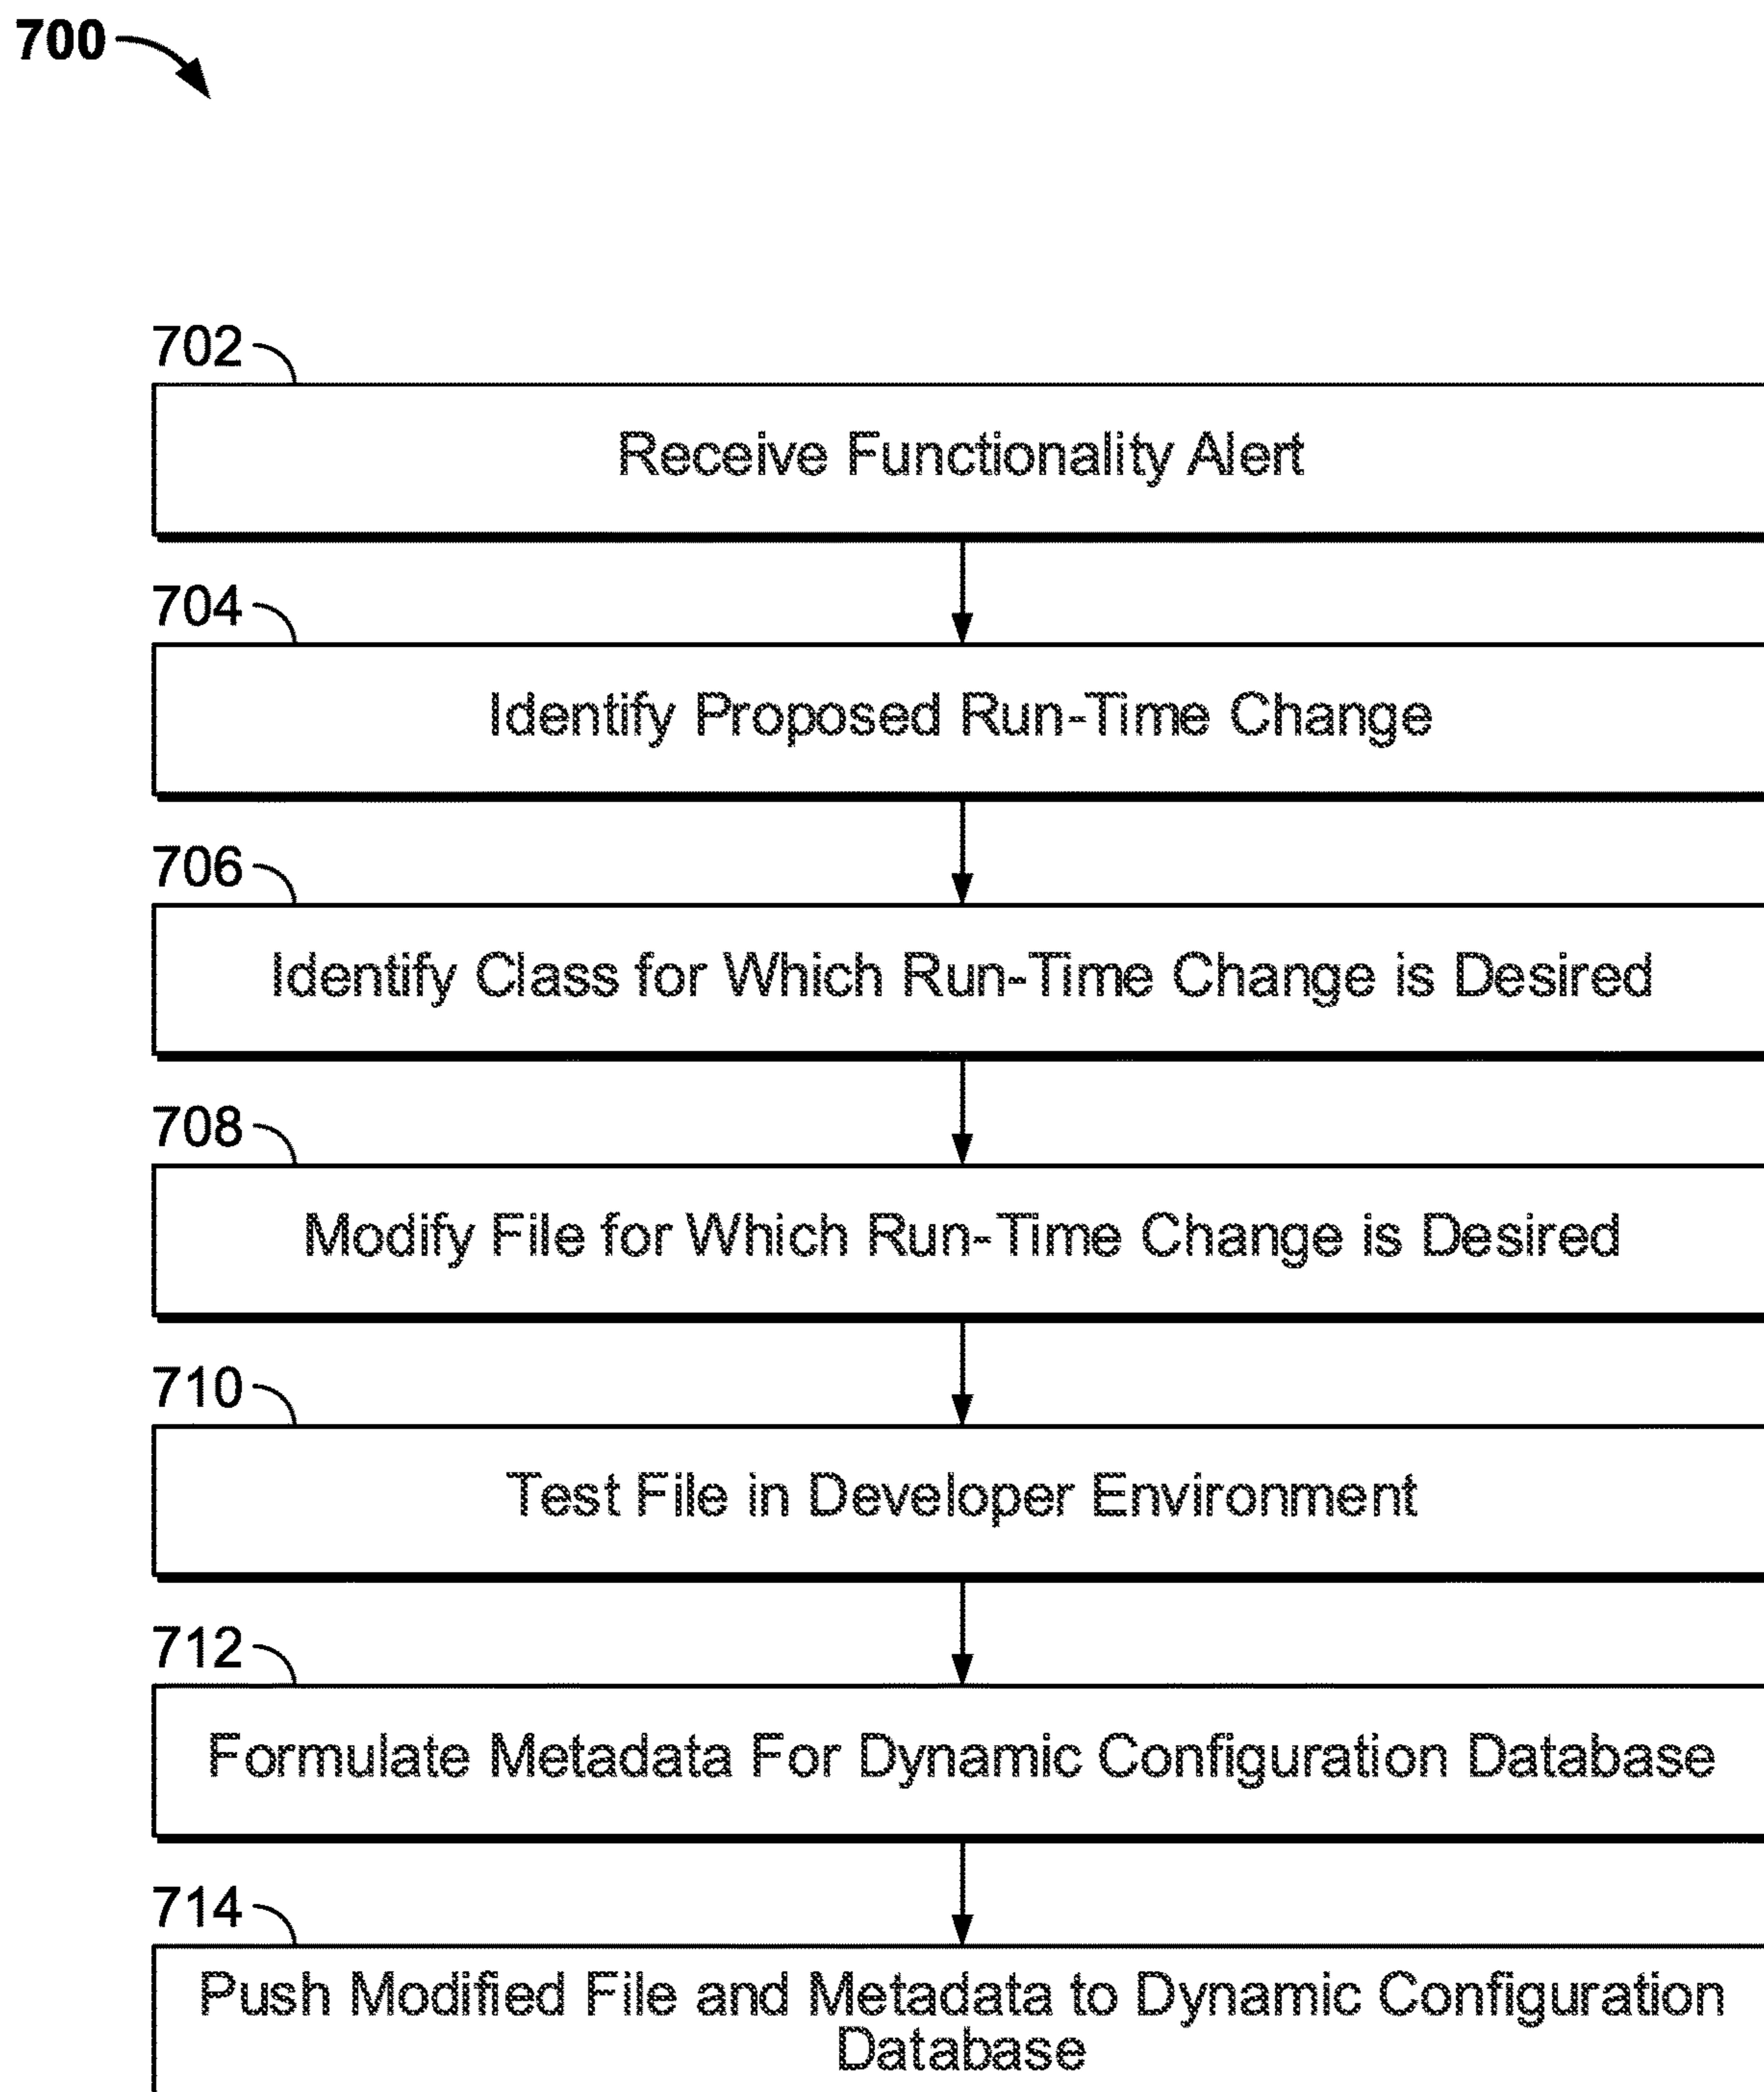 700
702
Receive Functionality Alert
704
Identify Proposed Run-Time Change
706
Identify Class for Which Run-Time Change is Desired
708
Modify File for Which Run-Time Change is Desired
710
Test File in Developer Environment
712
Formulate Metadata For Dynamic Configuration Database
714
Push Modified File and Metadata to Dynamic Configuration
Database